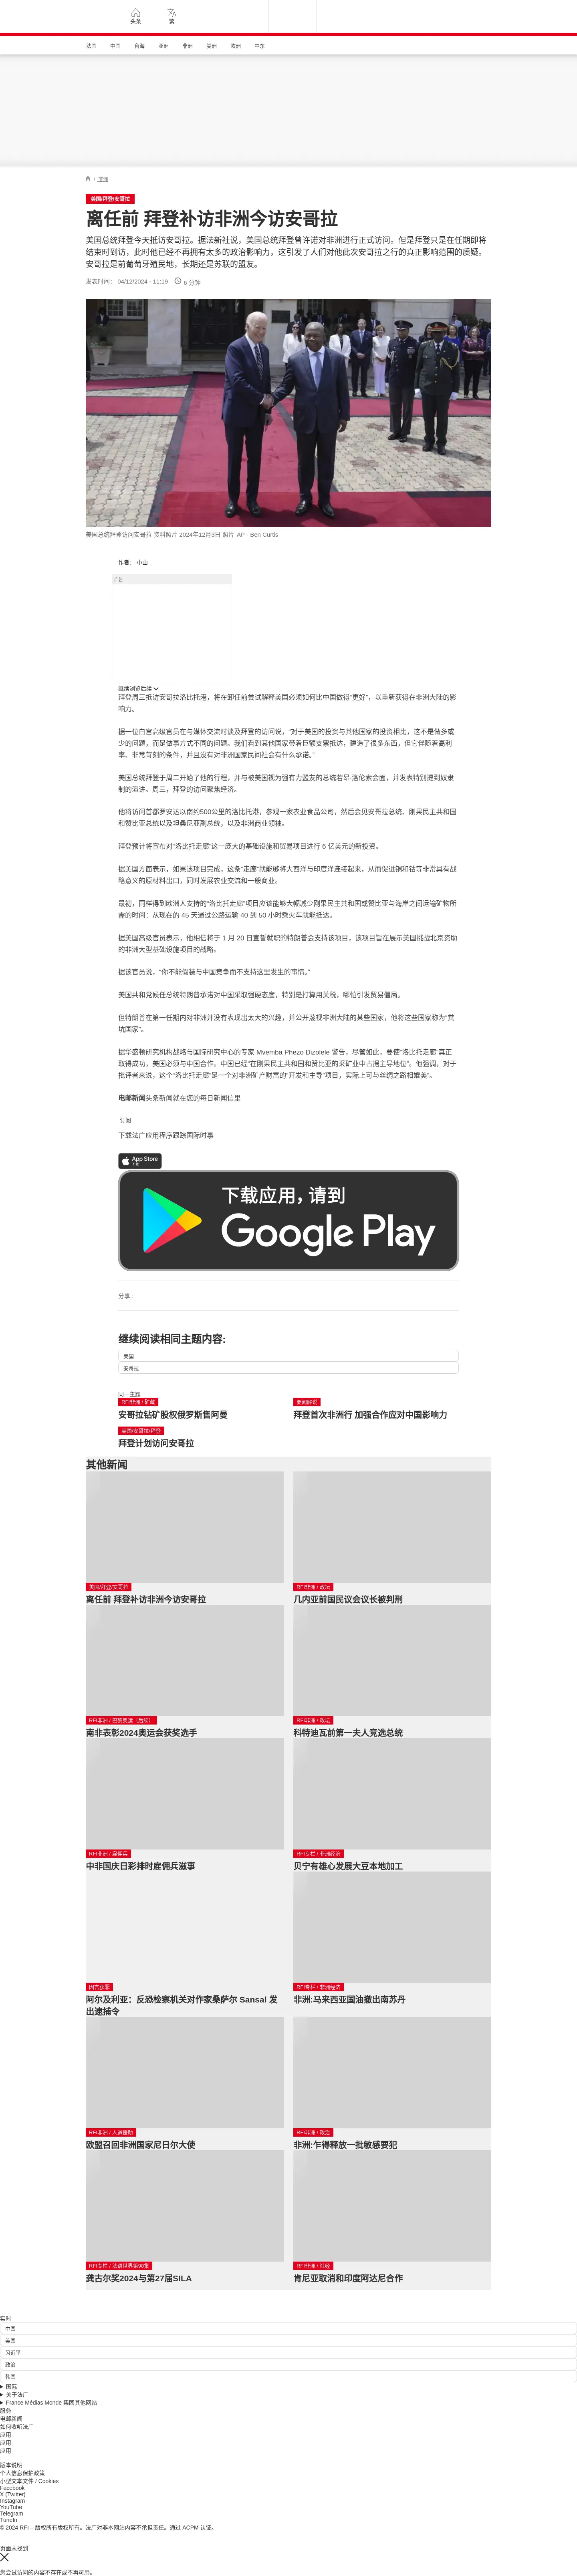 头条
繁
法国 中国 台海 亚洲 非洲 美洲 欧洲 中东
/ 非洲
美国/拜登/安哥拉
离任前 拜登补访非洲今访安哥拉
美国总统拜登今天抵访安哥拉。据法新社说，美国总统拜登曾许诺对非洲进行正式访问。但是拜登只是在任期即将
结束时到访，此时他已经不再拥有太多的政治影响力，这引发了人们对他此次安哥拉之行的真正影响范围的质疑。
安哥拉是前葡萄牙殖民地，长期还是苏联的盟友。
发表时间： 04/12/2024 - 11:19 6 分钟
美国总统拜登访问安哥拉 资料照片 2024年12月3日 照片 AP - Ben Curtis
作者： 小山
广告
继续浏览后续
拜登周三抵访安哥拉洛比托港，将在卸任前尝试解释美国必须如何比中国做得“更好”，以重新获得在非洲大陆的影
响力。
据一位白宫高级官员在与媒体交流时谈及拜登的访问说，“对于美国的投资与其他国家的投资相比，这不是做多或
少的问题，而是做事方式不同的问题。我们看到其他国家带着巨额支票抵达，建造了很多东西，但它伴随着高利
率、非常苛刻的条件，并且没有对非洲国家民间社会有什么承诺。”
美国总统拜登于周二开始了他的行程，并与被美国视为强有力盟友的总统若昂·洛伦索会面，并发表特别提到奴隶
制的演讲，周三，拜登的访问聚焦经济。
他将访问首都罗安达以南约500公里的洛比托港，参观一家农业食品公司，然后会见安哥拉总统、刚果民主共和国
和赞比亚总统以及坦桑尼亚副总统，以及非洲商业领袖。
拜登预计将宣布对“洛比托走廊”这一庞大的基础设施和贸易项目进行 6 亿美元的新投资。
据美国方面表示，如果该项目完成，这条“走廊”就能够将大西洋与印度洋连接起来，从而促进铜和钴等非常具有战
略意义的原材料出口，同时发展农业交流和一般商业。
最初，同样得到欧洲人支持的“洛比托走廊”项目应该能够大幅减少刚果民主共和国或赞比亚与海岸之间运输矿物所
需的时间：从现在的 45 天通过公路运输 40 到 50 小时乘火车就能抵达。
据美国高级官员表示，他相信将于 1 月 20 日宣誓就职的特朗普会支持该项目，该项目旨在展示美国挑战北京资助
的非洲大型基础设施项目的战略。
据该官员说，“你不能假装与中国竞争而不支持这里发生的事情。”
美国共和党候任总统特朗普承诺对中国采取强硬态度，特别是打算用关税，哪怕引发贸易僵局。
但特朗普在第一任期内对非洲并没有表现出太大的兴趣，并公开蔑视非洲大陆的某些国家，他将这些国家称为“粪
坑国家”。
据华盛顿研究机构战略与国际研究中心的专家 Mvemba Phezo Dizolele 警告，尽管如此，要使“洛比托走廊”真正
取得成功，美国必须与中国合作。中国已经“在刚果民主共和国和赞比亚的采矿业中占据主导地位”。他强调，对于
批评者来说，这个“洛比托走廊”是一个对非洲矿产财富的“开发和主导”项目，实际上可与丝绸之路相媲美”。
电邮新闻头条新闻就在您的每日新闻信里
订阅
下载法广应用程序跟踪国际时事
App Store
下载
下载应用，请到
Google Play
分享 :
继续阅读相同主题内容:
美国
安哥拉
同一主题
RFI非洲 / 矿藏
安哥拉钻矿股权俄罗斯售阿曼
要闻解说
拜登首次非洲行 加强合作应对中国影响力
美国/安哥拉/拜登
拜登计划访问安哥拉
其他新闻
美国/拜登/安哥拉
离任前 拜登补访非洲今访安哥拉
RFI非洲 / 政坛
几内亚前国民议会议长被判刑
RFI非洲 / 巴黎奥运（后续）
南非表彰2024奥运会获奖选手
RFI非洲 / 政坛
科特迪瓦前第一夫人竞选总统
RFI非洲 / 雇佣兵
中非国庆日彩排时雇佣兵滋事
RFI专栏 / 非洲经济
贝宁有雄心发展大豆本地加工
因言获罪
阿尔及利亚：反恐检察机关对作家桑萨尔 Sansal 发
出逮捕令
RFI专栏 / 非洲经济
非洲:马来西亚国油撤出南苏丹
RFI非洲 / 人道援助
欧盟召回非洲国家尼日尔大使
RFI非洲 / 政治
非洲:乍得释放一批敏感要犯
RFI专栏 / 法语世界第99集
龚古尔奖2024与第27届SILA
RFI非洲 / 社经
肯尼亚取消和印度阿达尼合作
实时
中国
美国
习近平
政治
韩国
国际
关于法广
France Médias Monde 集团其他网站
服务
电邮新闻
如何收听法广
应用
应用
应用
版本说明
个人信息保护政策
小型文本文件 / Cookies
Facebook
X (Twitter)
Instagram
YouTube
Telegram
TuneIn
© 2024 RFI – 版权所有版权所有。法广对非本网站内容不承担责任。通过 ACPM 认证。
页面未找到
您尝试访问的内容不存在或不再可用。